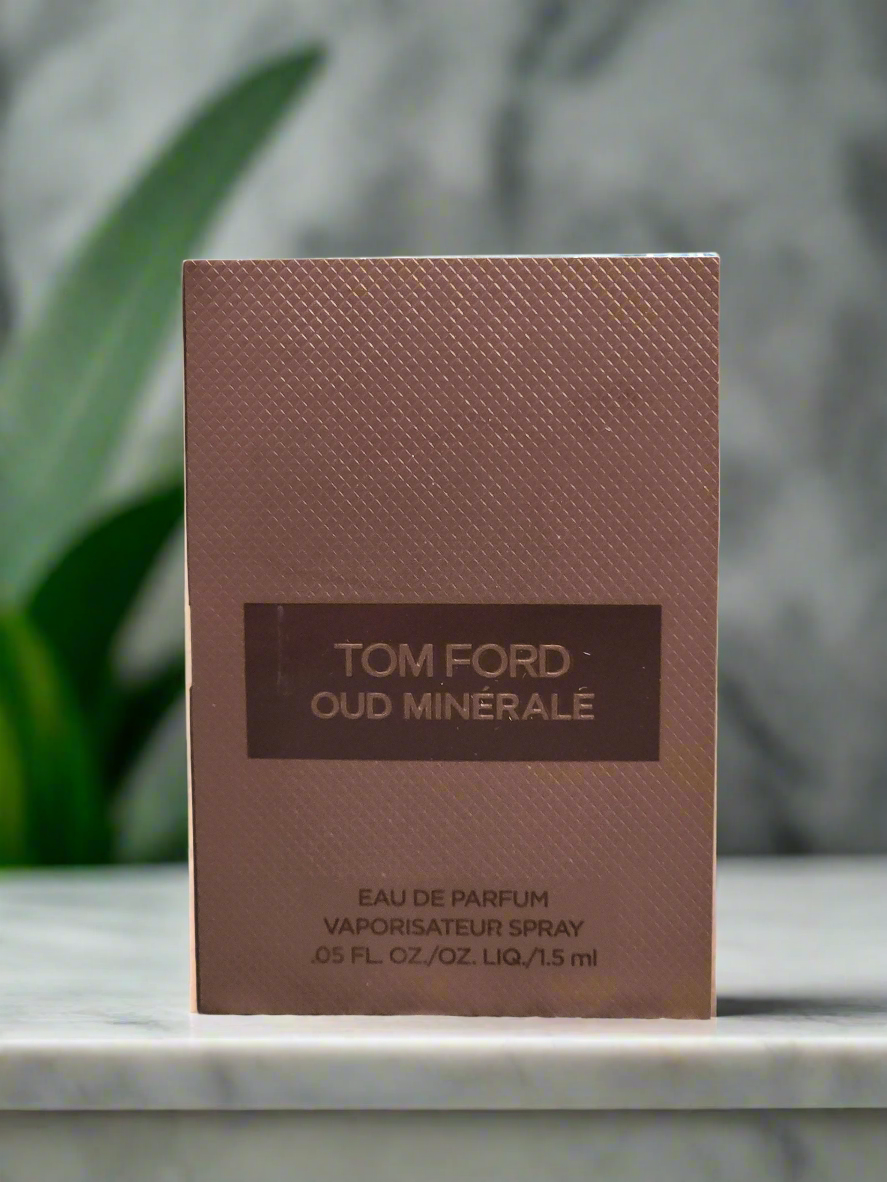 TOM FORD
OUD MINÉRALE
EAU DE PARFUM
VAPORISATEUR SPRAY
.05 FL. OZ./OZ. LIQ./1.5 ml